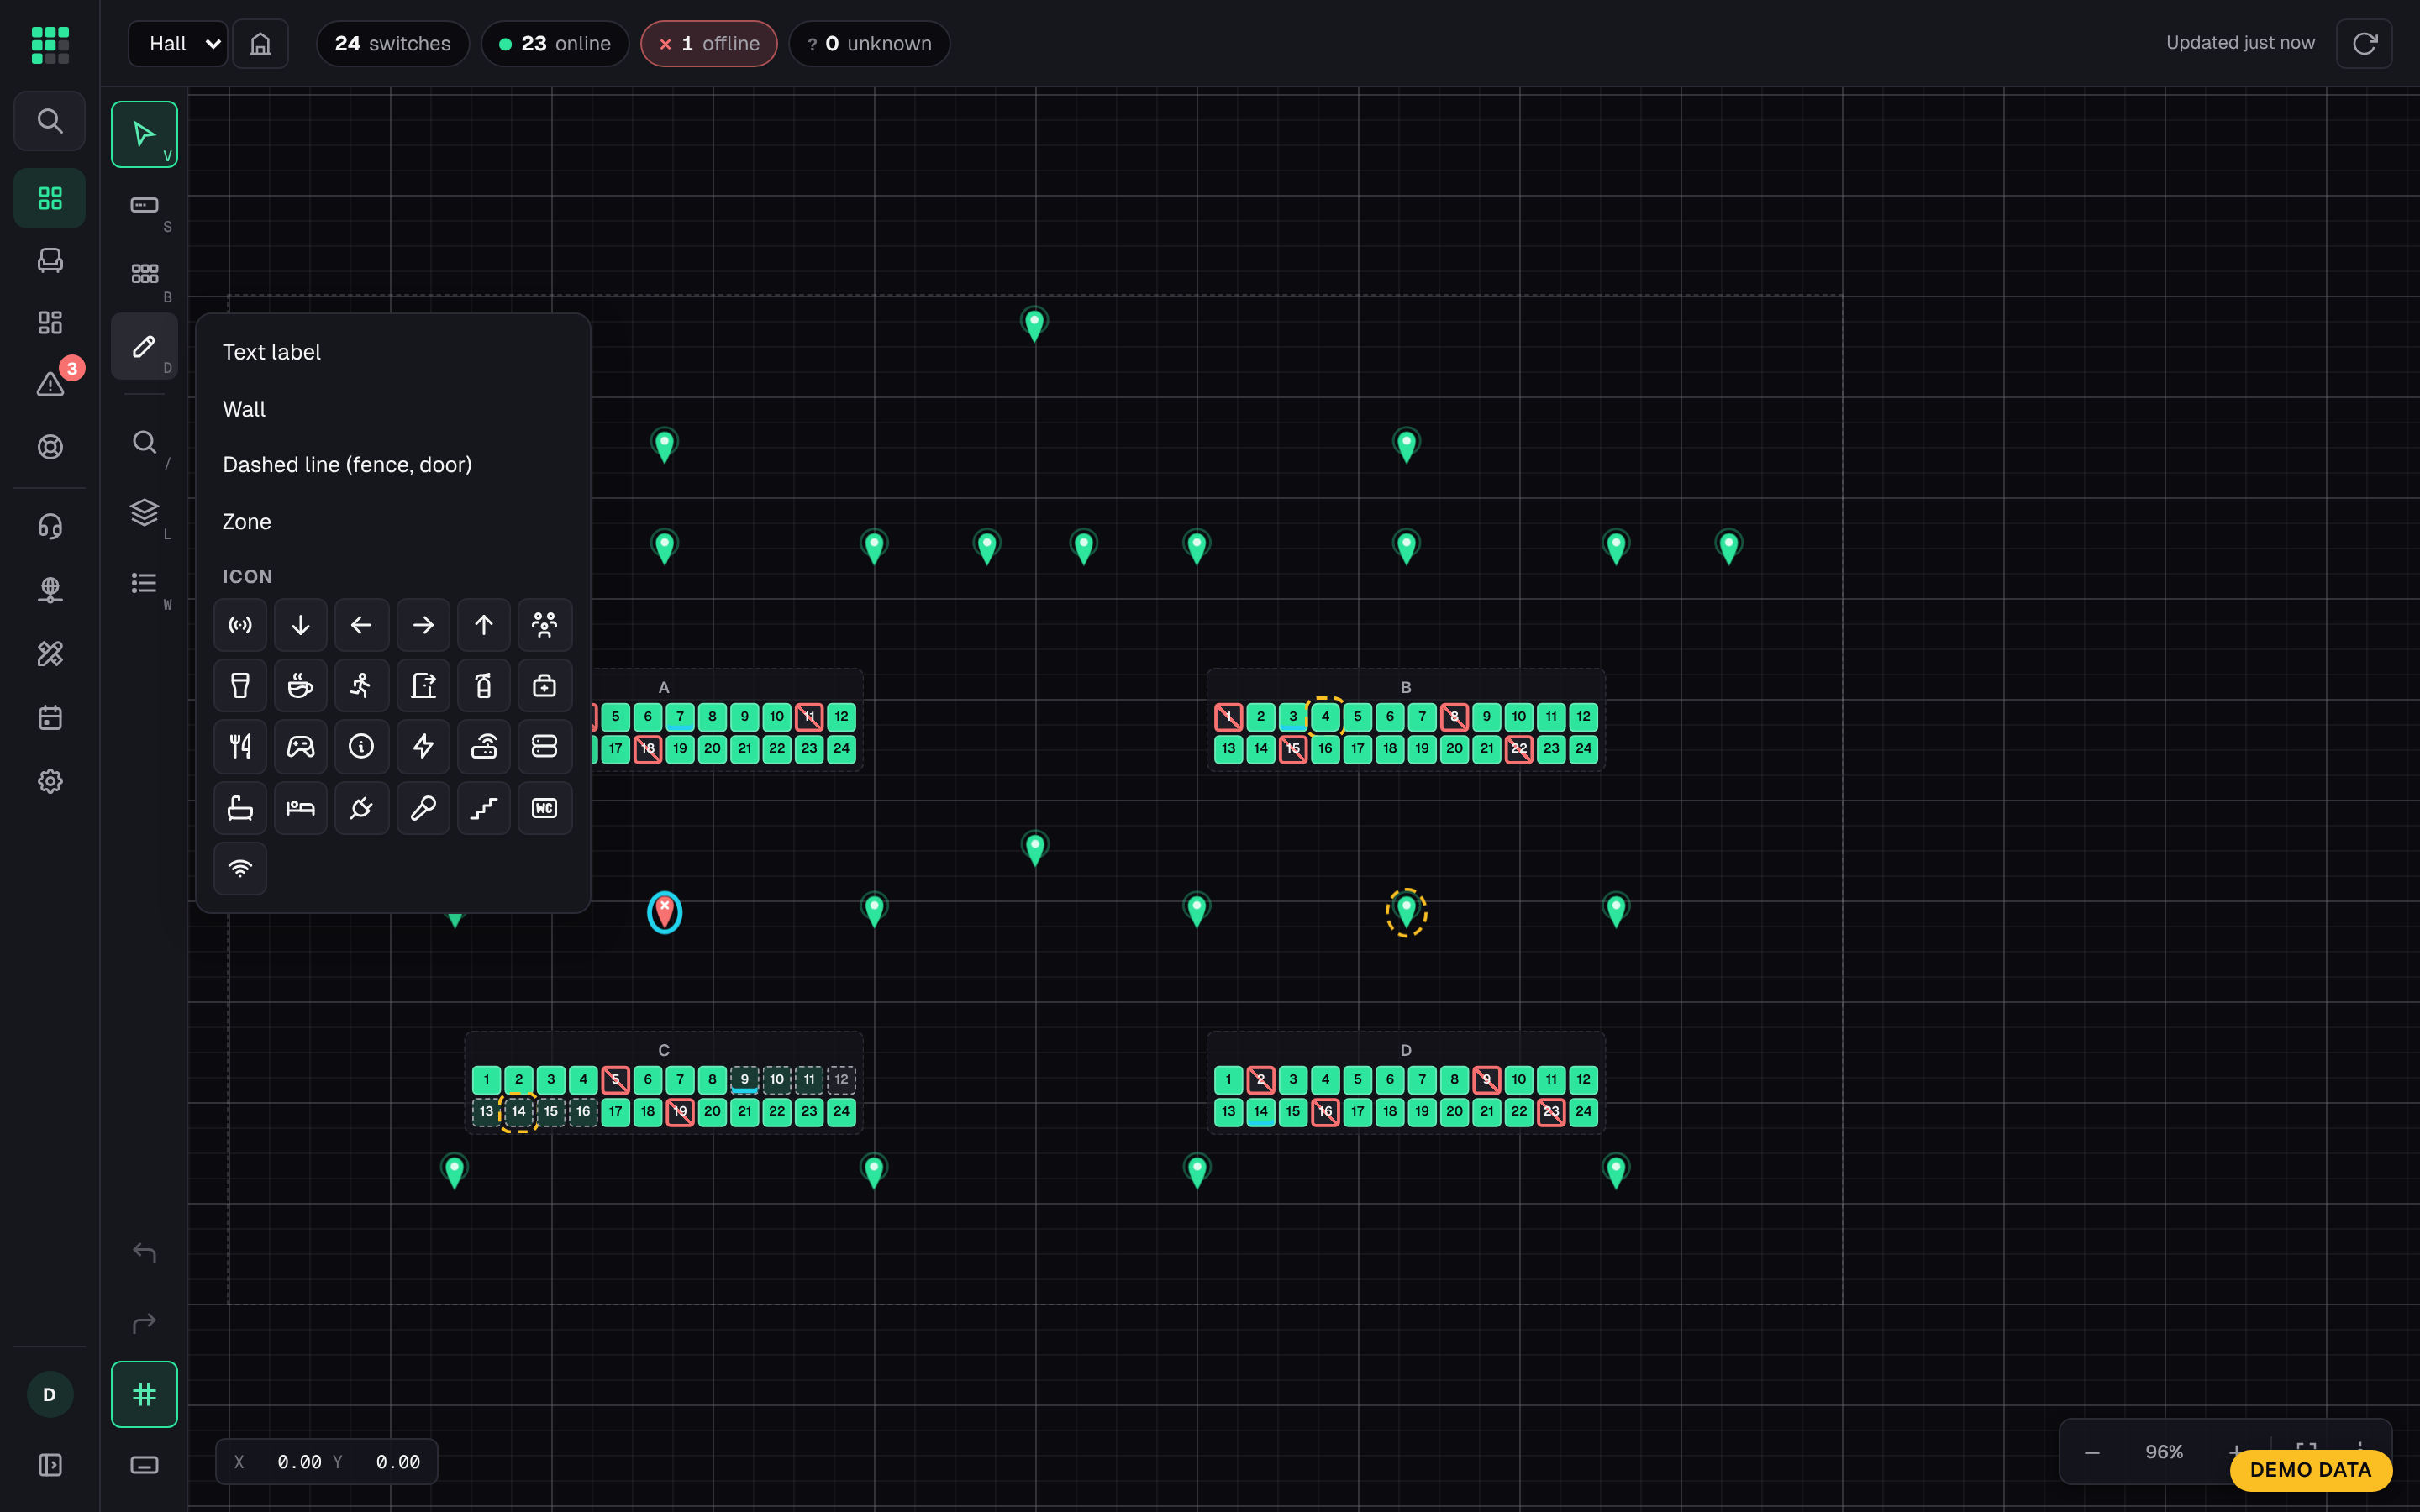 Hall
24 switches
23 online
× 1 offline
? 0 unknown
Updated just now
V
S
B
D
/
L
W
3
Text label
Wall
Dashed line (fence, door)
Zone
ICON
WC
A
5 6 7 8 9 10 11 12
17 18 19 20 21 22 23 24
B
1 2 3 4 5 6 7 8 9 10 11 12
13 14 15 16 17 18 19 20 21 22 23 24
C
1 2 3 4 5 6 7 8 9 10 11 12
13 14 15 16 17 18 19 20 21 22 23 24
D
1 2 3 4 5 6 7 8 9 10 11 12
13 14 15 16 17 18 19 20 21 22 23 24
D
X 0.00 Y 0.00
96%
DEMO DATA